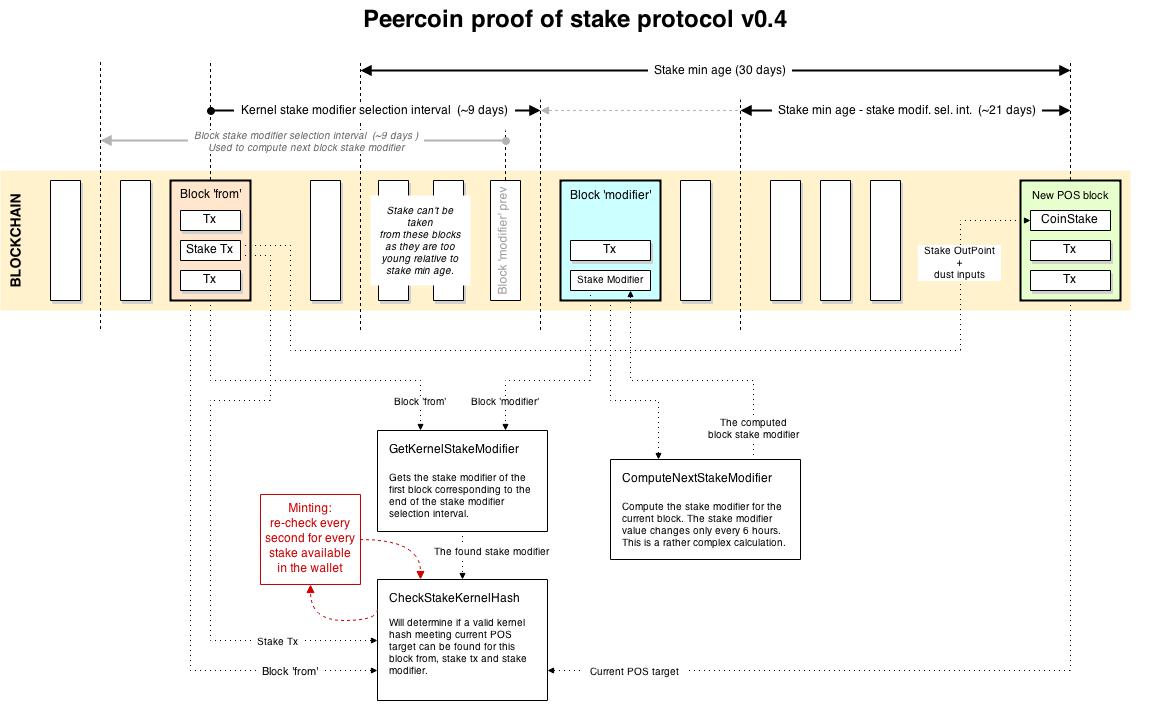 Peercoin proof of stake protocol v0.4
Stake min age (30 days)
Kernel stake modifier selection interval (~9 days)
Stake min age - stake modif. sel. int. (~21 days)
Block stake modifier selection interval (~9 days )
Used to compute next block stake modifier
BLOCKCHAIN
Block 'from'
Tx
Stake Tx
Tx
Stake can't be
taken
from these blocks
as they are too
young relative to
stake min age.
Block 'modifier' prev
Block 'modifier'
Tx
Stake Modifier
Stake OutPoint
+
dust inputs
New POS block
CoinStake
Tx
Tx
Block 'from'
Block 'modifier'
The computed
block stake modifier
GetKernelStakeModifier
Gets the stake modifier of the
first block corresponding to the
end of the stake modifier
selection interval.
ComputeNextStakeModifier
Compute the stake modifier for the
current block. The stake modifier
value changes only every 6 hours.
This is a rather complex calculation.
Minting:
re-check every
second for every
stake available
in the wallet
The found stake modifier
CheckStakeKernelHash
Will determine if a valid kernel
hash meeting current POS
target can be found for this
block from, stake tx and stake
modifier.
Stake Tx
Block 'from'
Current POS target